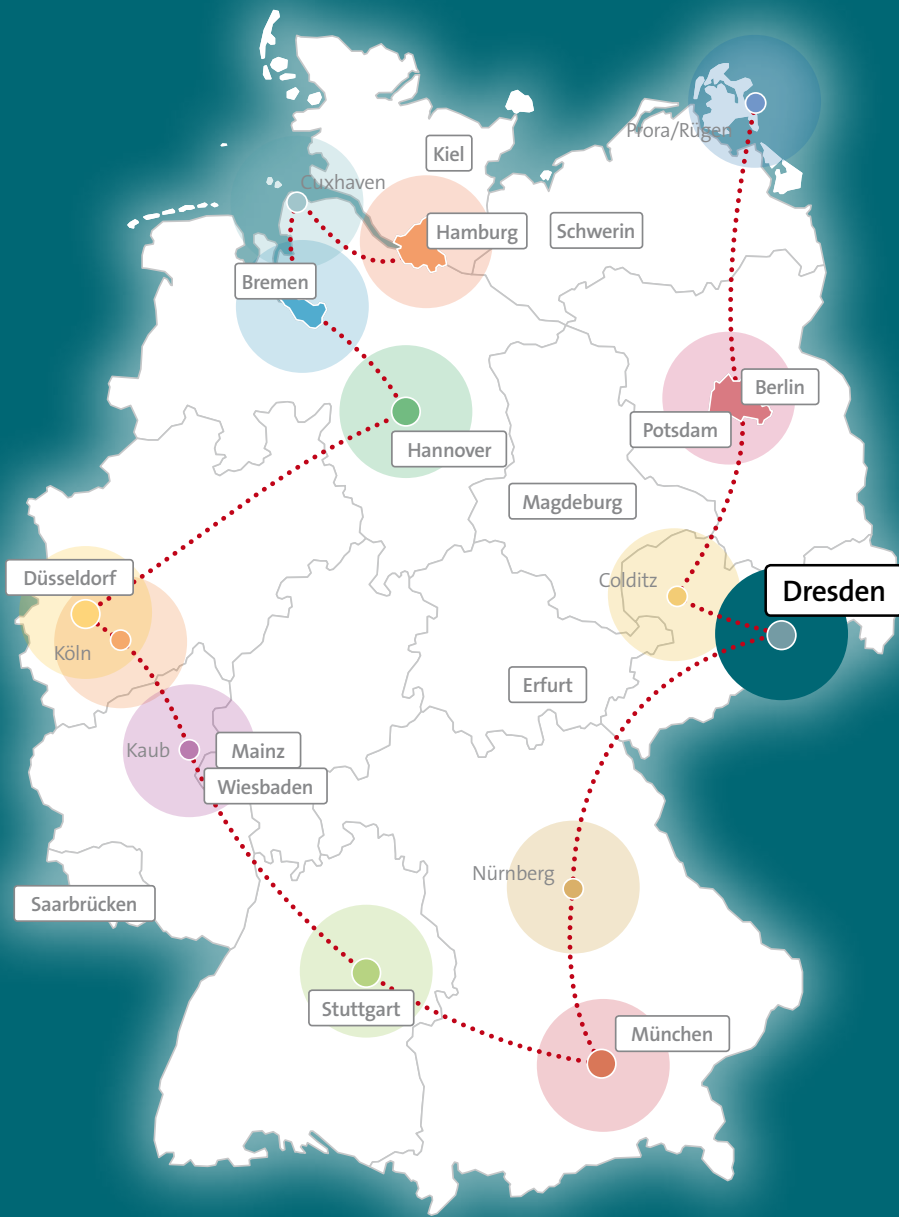 Prora/Rügen
Kiel
Cuxhaven
Hamburg
Schwerin
Bremen
Berlin
Potsdam
Hannover
Magdeburg
Düsseldorf
Colditz
Dresden
Köln
Erfurt
Kaub
Mainz
Wiesbaden
Nürnberg
Saarbrücken
Stuttgart
München